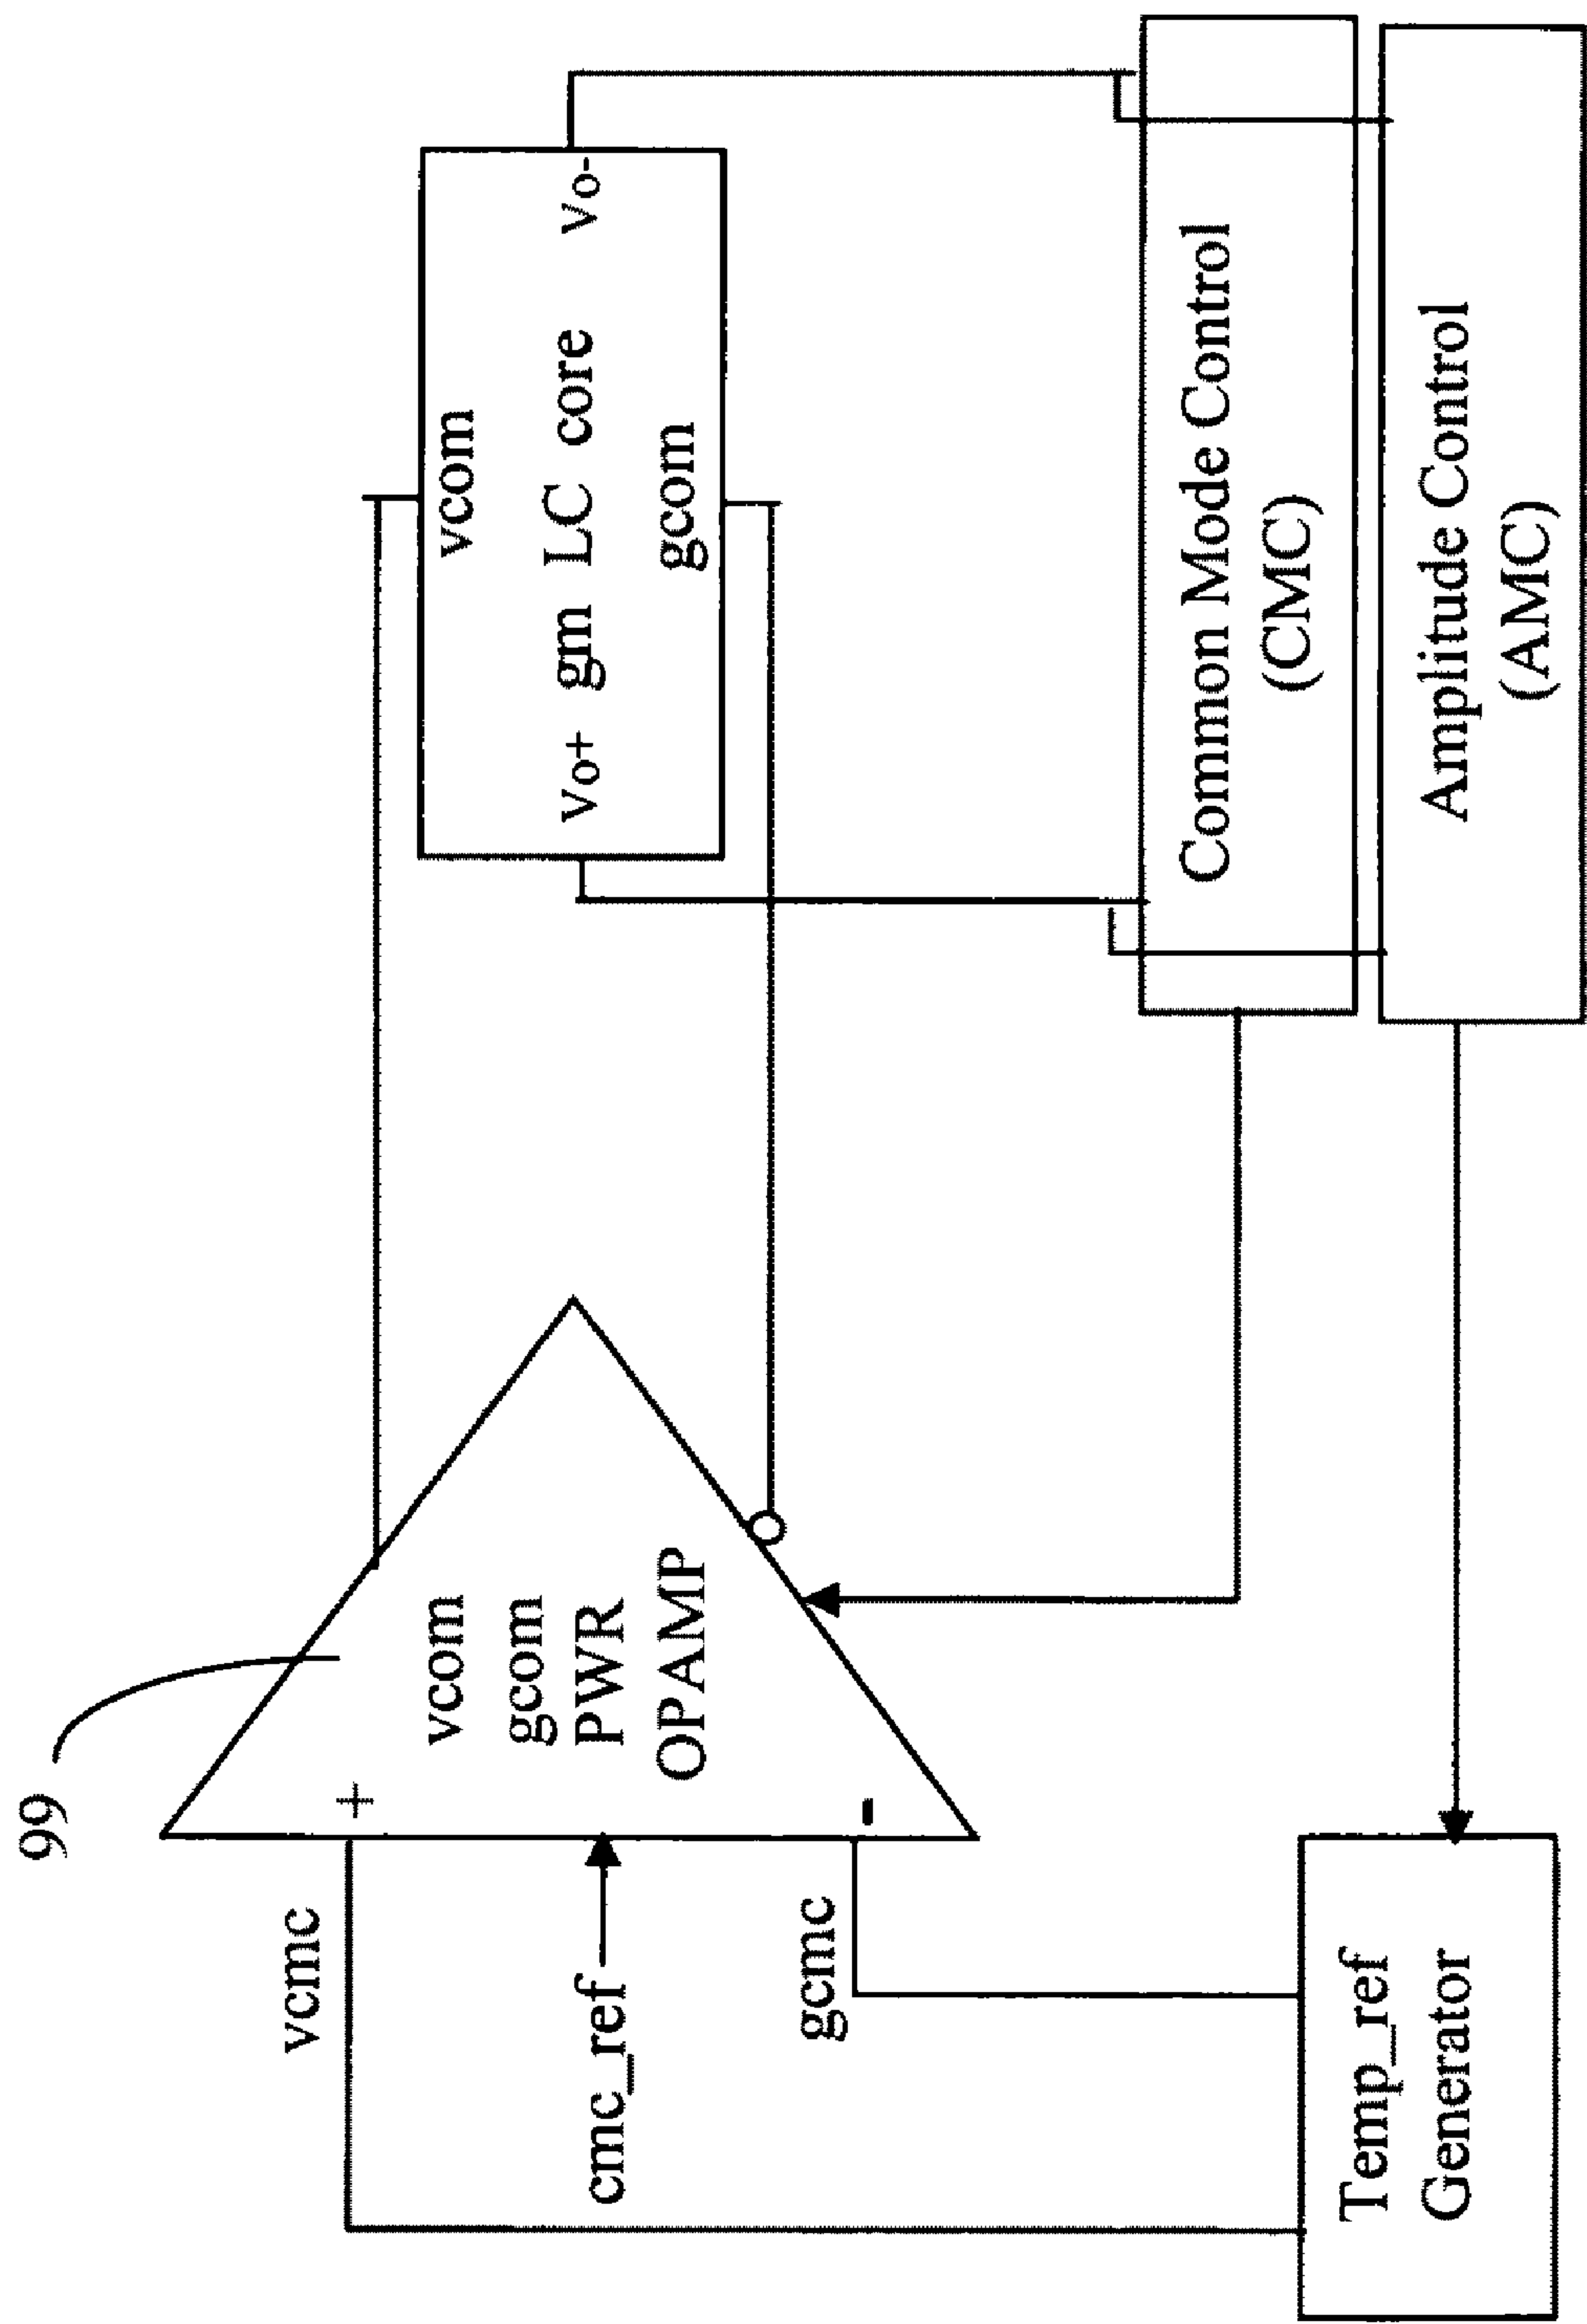 99
vcmc
+
vcom
gcom
PWR
OPAMP
cmc_ref
gcmc
-
vcom
Vo+ gm LC core Vo-
gcom
Common Mode Control
(CMC)
Temp_ref
Generator
Amplitude Control
(AMC)